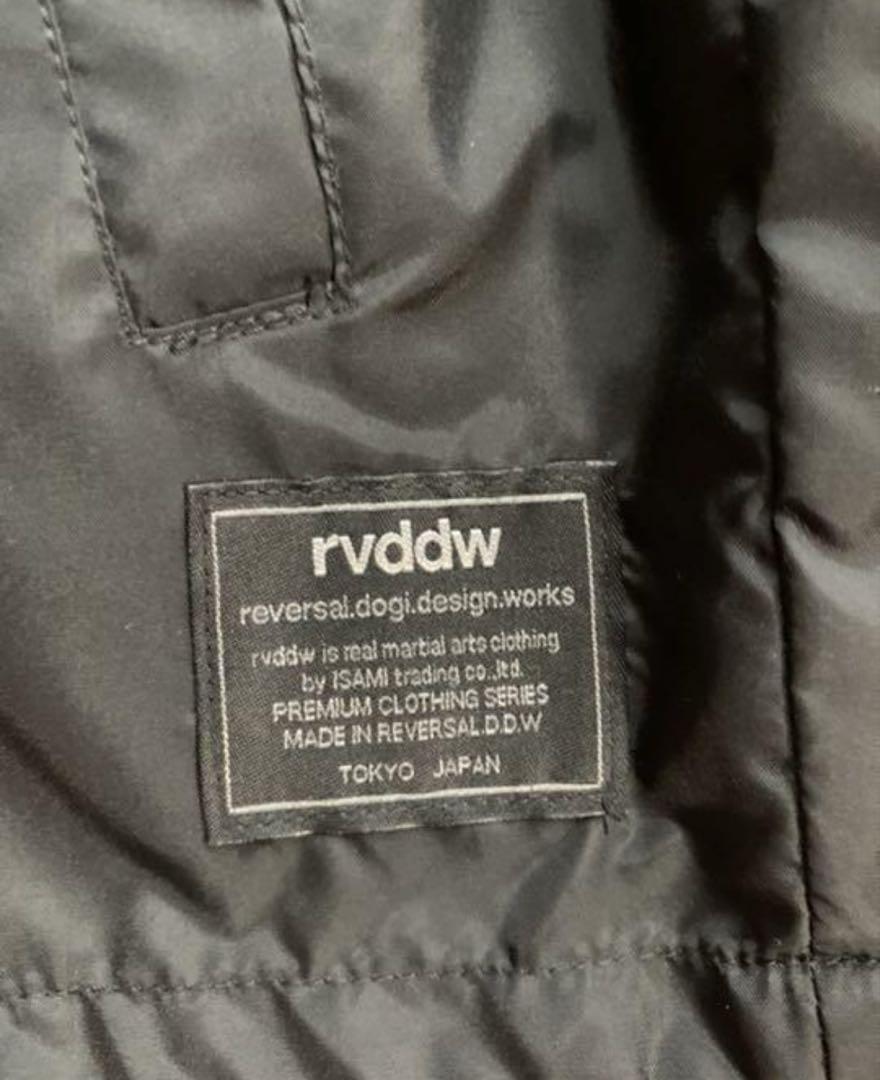 rvddw
reversal.dogi.design.works
rvddw is real martial arts clothing
by ISAMI trading co.,ltd.
PREMIUM CLOTHING SERIES
MADE IN REVERSAL.D.D.W
TOKYO JAPAN